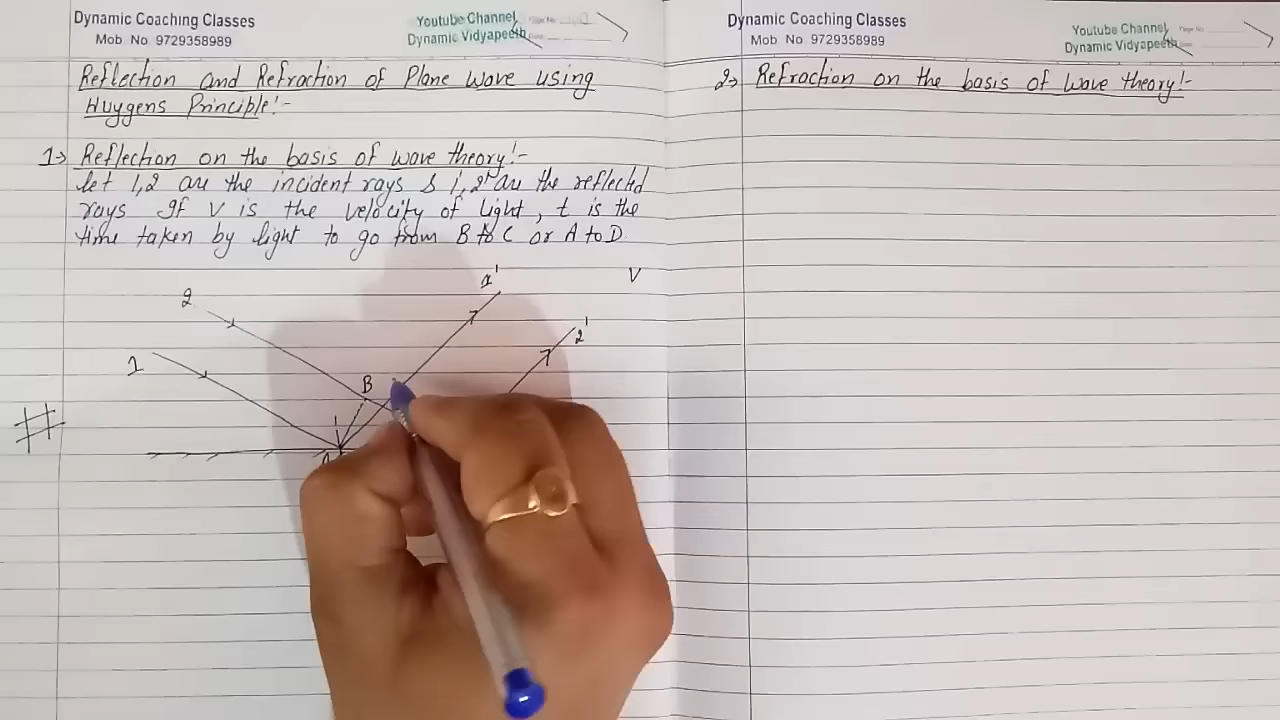 Dynamic Coaching Classes
Mob No 9729358989
Youtube Channel
Dynamic Vidyapeeth
Reflection and Refraction of Plane wave using
Huygens Principle:-
1→ Reflection on the basis of wave theory:-
let 1,2 are the incident rays & 1', 2' are the reflected
rays If V is the velocity of light, t is the
time taken by light to go from B to C or A to D.
1'
V
2
2'
1
B
#
Dynamic Coaching Classes
Mob No 9729358989
Youtube Channel
Dynamic Vidyapeeth
2→ Refraction on the basis of wave theory:-